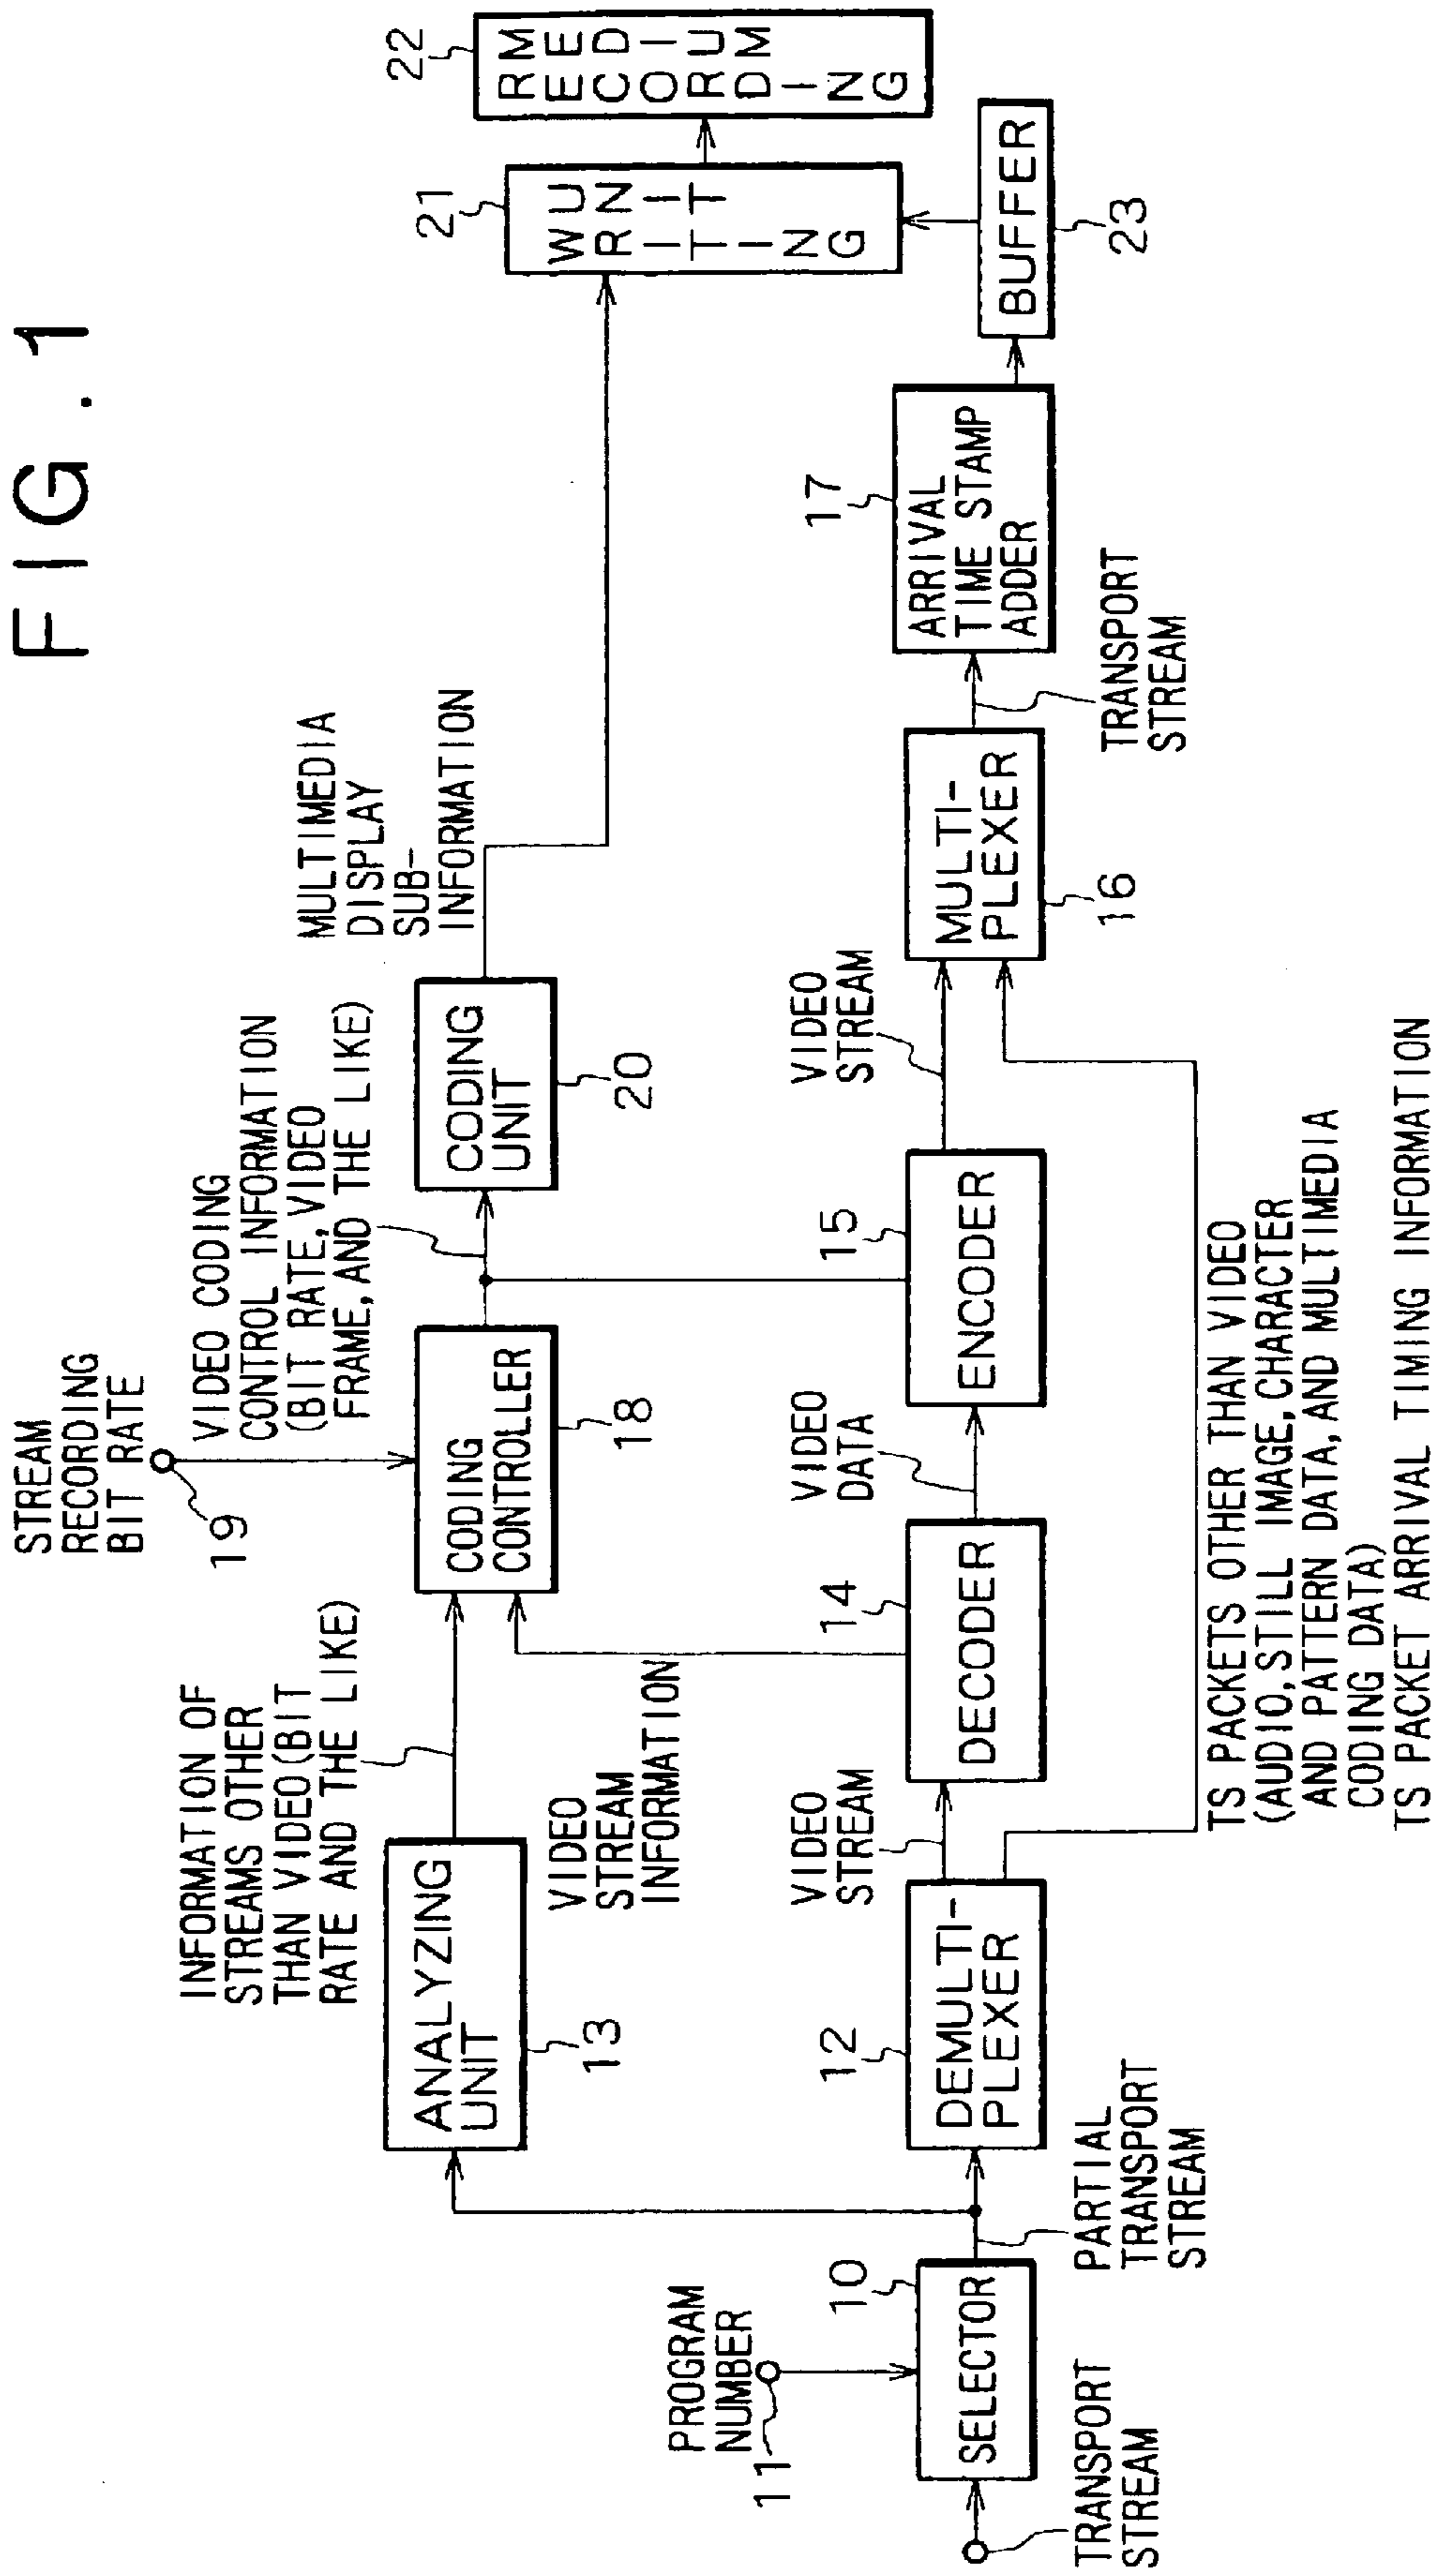 FIG. 1
STREAM
RECORDING
BIT RATE
19
INFORMATION OF
STREAMS OTHER
THAN VIDEO(BIT
RATE AND THE LIKE)
VIDEO CODING
CONTROL INFORMATION
(BIT RATE,VIDEO
FRAME,AND THE LIKE)
MULTIMEDIA
DISPLAY
SUB-
INFORMATION
ANALYZING
UNIT
13
CODING
CONTROLLER
18
CODING
UNIT
20
21
WRITING
UNIT
22
RECORDING
MEDIUM
VIDEO
STREAM
INFORMATION
PROGRAM
NUMBER
11
10
SELECTOR
TRANSPORT
STREAM
PARTIAL
TRANSPORT
STREAM
12
DEMULTI-
PLEXER
VIDEO
STREAM
14
DECODER
VIDEO
DATA
15
ENCODER
VIDEO
STREAM
MULTI-
PLEXER
16
TRANSPORT
STREAM
17
ARRIVAL
TIME STAMP
ADDER
BUFFER
23
TS PACKETS OTHER THAN VIDEO
(AUDIO,STILL IMAGE,CHARACTER
AND PATTERN DATA,AND MULTIMEDIA
CODING DATA)
TS PACKET ARRIVAL TIMING INFORMATION